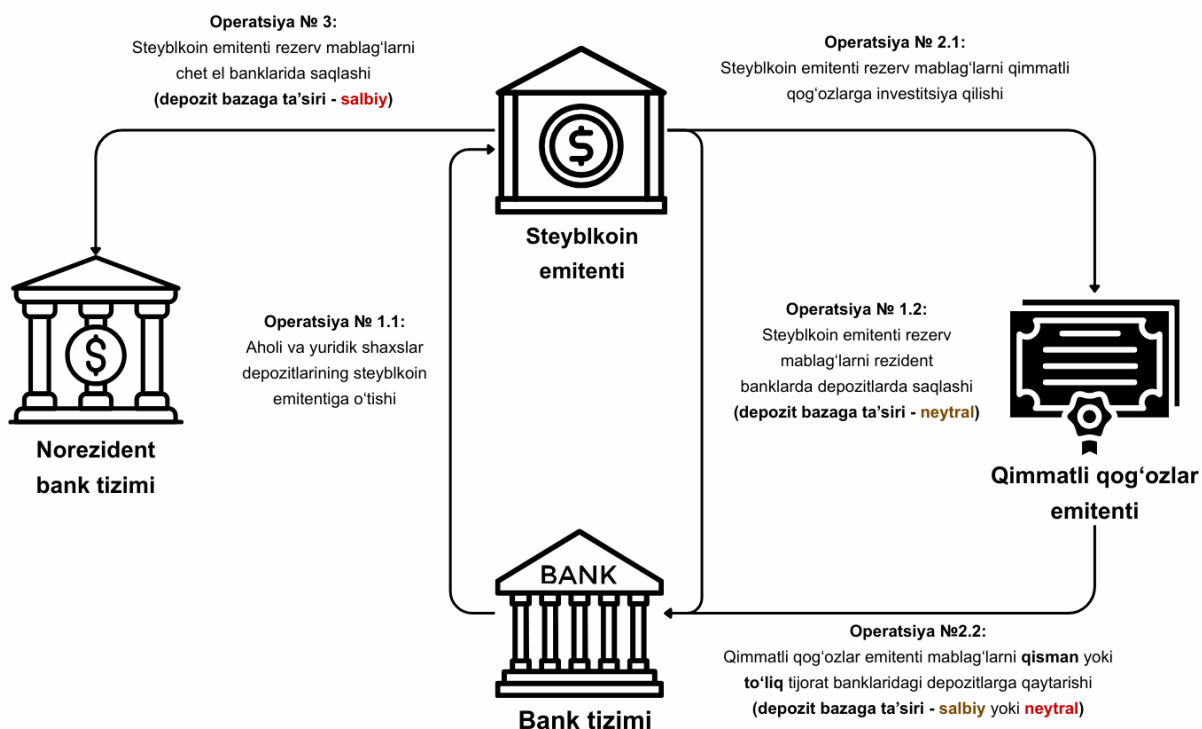 Operatsiya № 3:
Steyblkoin emitenti rezerv mablag‘larni
chet el banklarida saqlashi
(depozit bazaga ta’siri - salbiy)
Operatsiya № 2.1:
Steyblkoin emitenti rezerv mablag‘larni qimmatli
qog‘ozlarga investitsiya qilishi
$
Steyblkoin
emitenti
$
Norezident
bank tizimi
Operatsiya № 1.1:
Aholi va yuridik shaxslar
depozitlarining steyblkoin
emitentiga o‘tishi
Operatsiya № 1.2:
Steyblkoin emitenti rezerv
mablag‘larni rezident
banklarda depozitlarda saqlashi
(depozit bazaga ta’siri - neytral)
Qimmatli qog‘ozlar
emitenti
BANK
Bank tizimi
Operatsiya №2.2:
Qimmatli qog‘ozlar emitenti mablag‘larni qisman yoki
to‘liq tijorat banklaridagi depozitlarga qaytarishi
(depozit bazaga ta’siri - salbiy yoki neytral)